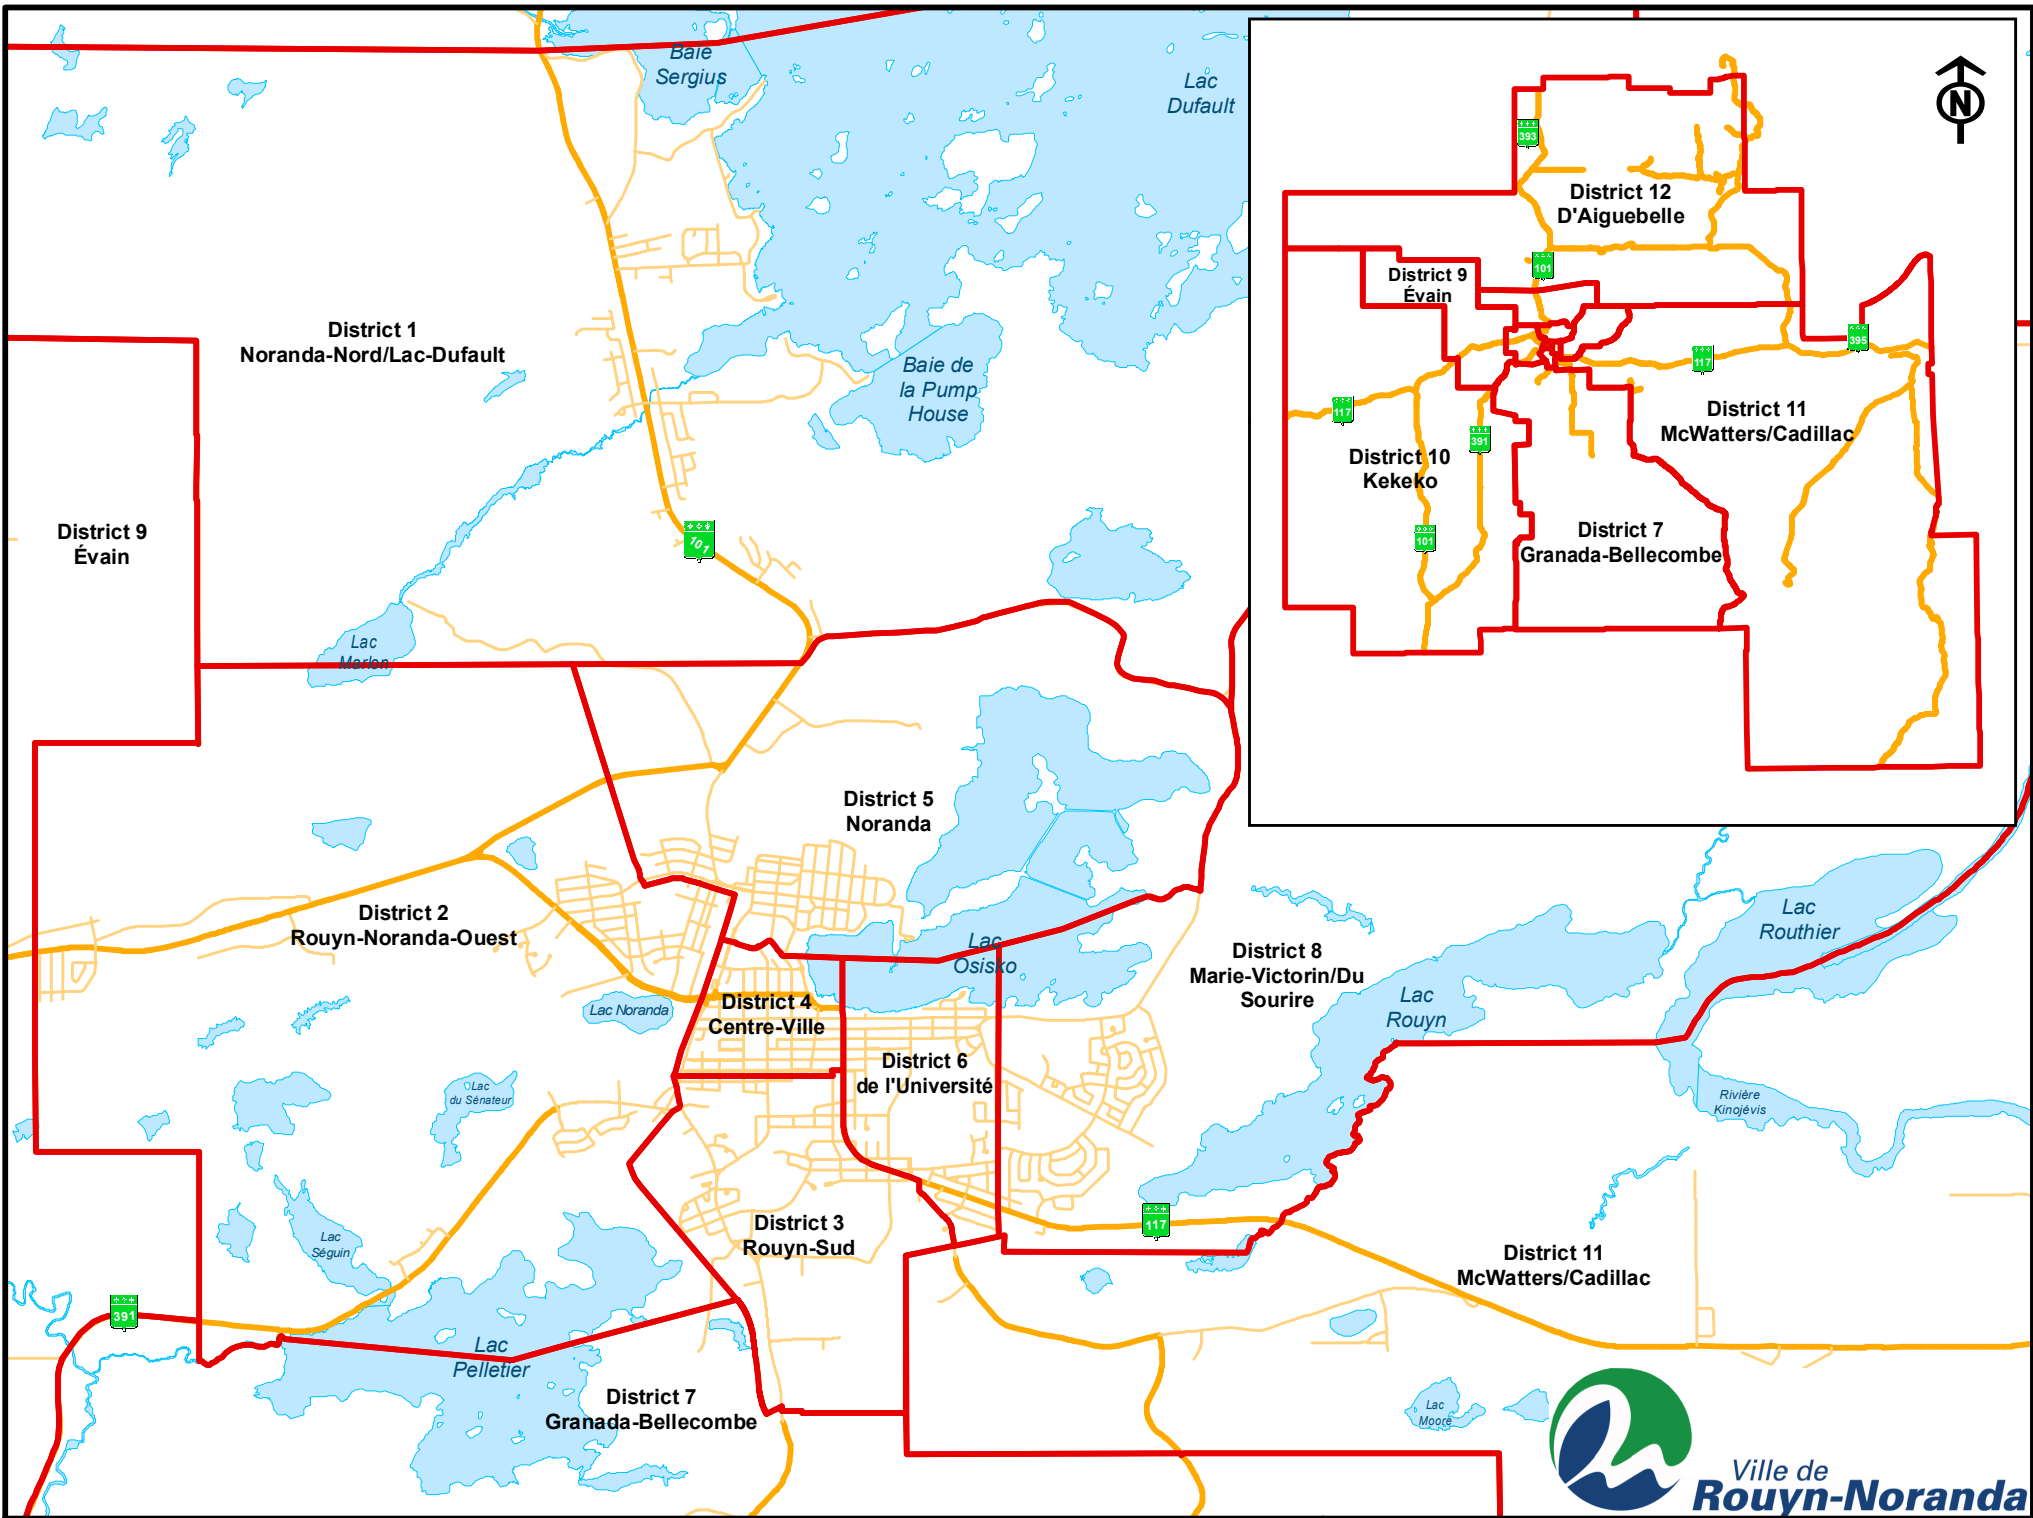 Baie
Sergius
Lac
Dufault
District 1
Noranda-Nord/Lac-Dufault
Baie de
la Pump
House
District 9
Évain
101
Lac
Marlon
District 5
Noranda
District 2
Rouyn-Noranda-Ouest
Lac
Osisko
District 8
Marie-Victorin/Du
Sourire
Lac
Routhier
Lac
Rouyn
Lac Noranda
District 4
Centre-Ville
District 6
de l'Université
Lac
du Sénateur
Rivière
Kinojévis
District 3
Rouyn-Sud
117
Lac
Séguin
391
Lac
Pelletier
District 11
McWatters/Cadillac
District 7
Granada-Bellecombe
Lac
Moore
Ville de
Rouyn-Noranda
N
393
District 12
D'Aiguebelle
101
District 9
Évain
395
117
117
District 11
McWatters/Cadillac
391
District 10
Kekeko
101
District 7
Granada-Bellecombe